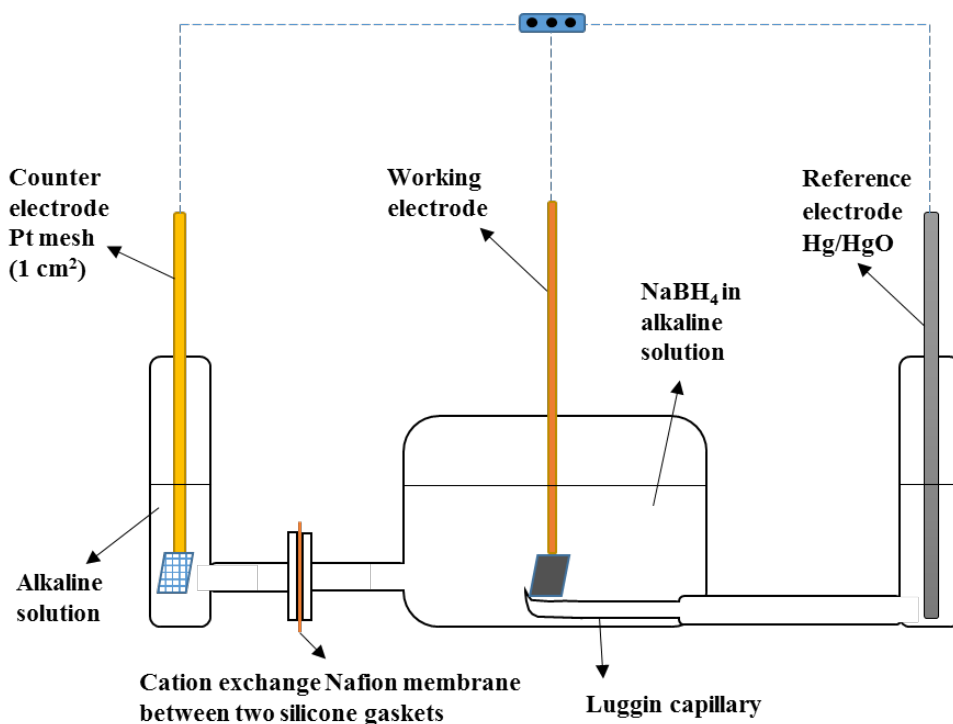 Counter
electrode
Pt mesh
(1 cm²)
Working
electrode
Reference
electrode
Hg/HgO
NaBH₄ in
alkaline
solution
Alkaline
solution
Cation exchange Nafion membrane
between two silicone gaskets
Luggin capillary